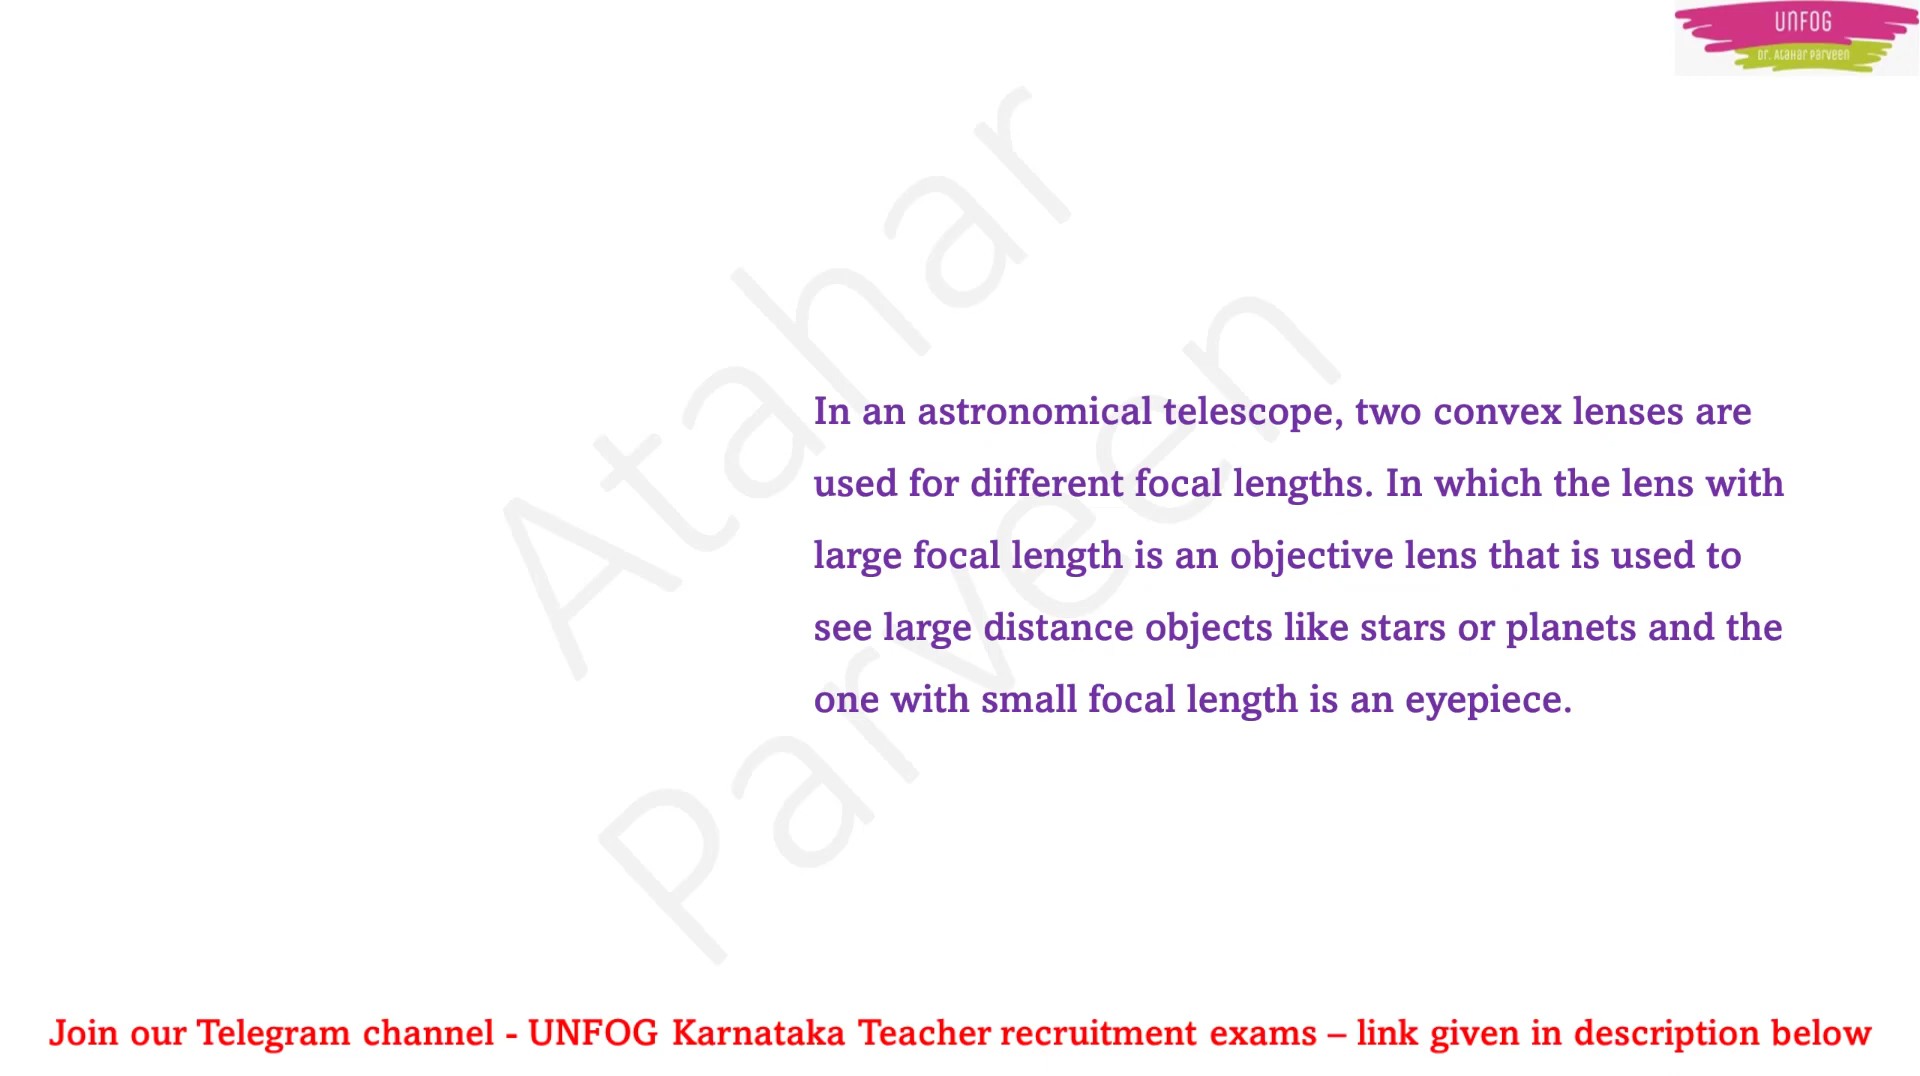 UNFOG
Dr. Atahar Parveen
Atahar
Parveen
In an astronomical telescope, two convex lenses are
used for different focal lengths. In which the lens with
large focal length is an objective lens that is used to
see large distance objects like stars or planets and the
one with small focal length is an eyepiece.
Join our Telegram channel - UNFOG Karnataka Teacher recruitment exams – link given in description below